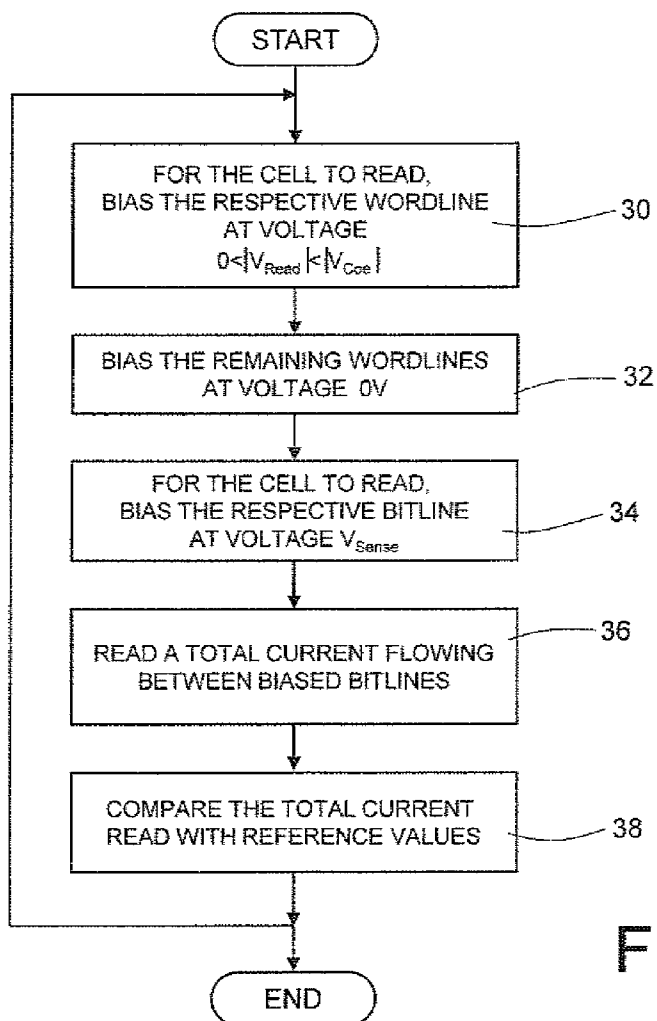 START
FOR THE CELL TO READ,
BIAS THE RESPECTIVE WORDLINE
AT VOLTAGE
0<|V_Read|<|V_Coe|
30
BIAS THE REMAINING WORDLINES
AT VOLTAGE 0V
32
FOR THE CELL TO READ,
BIAS THE RESPECTIVE BITLINE
AT VOLTAGE V_Sense
34
READ A TOTAL CURRENT FLOWING
BETWEEN BIASED BITLINES
36
COMPARE THE TOTAL CURRENT
READ WITH REFERENCE VALUES
38
END
F